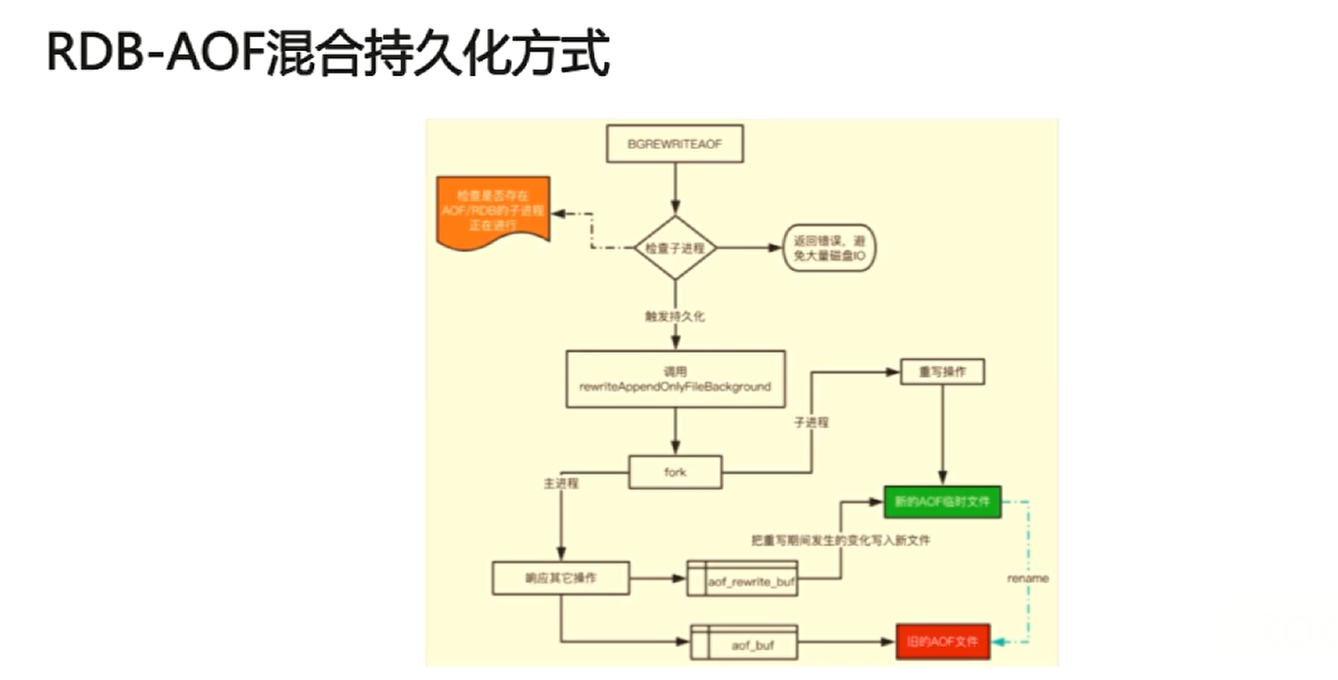 RDB-AOF混合持久化方式
BGREWRITEAOF
检查是否存在
AOF/RDB的子进程
正在进行
检查子进程
返回错误，避
免大量磁盘IO
触发持久化
调用
rewriteAppendOnlyFileBackground
重写操作
子进程
fork
主进程
新的AOF临时文件
把重写期间发生的变化写入新文件
响应其它操作
aof_rewrite_buf
rename
aof_buf
旧的AOF文件